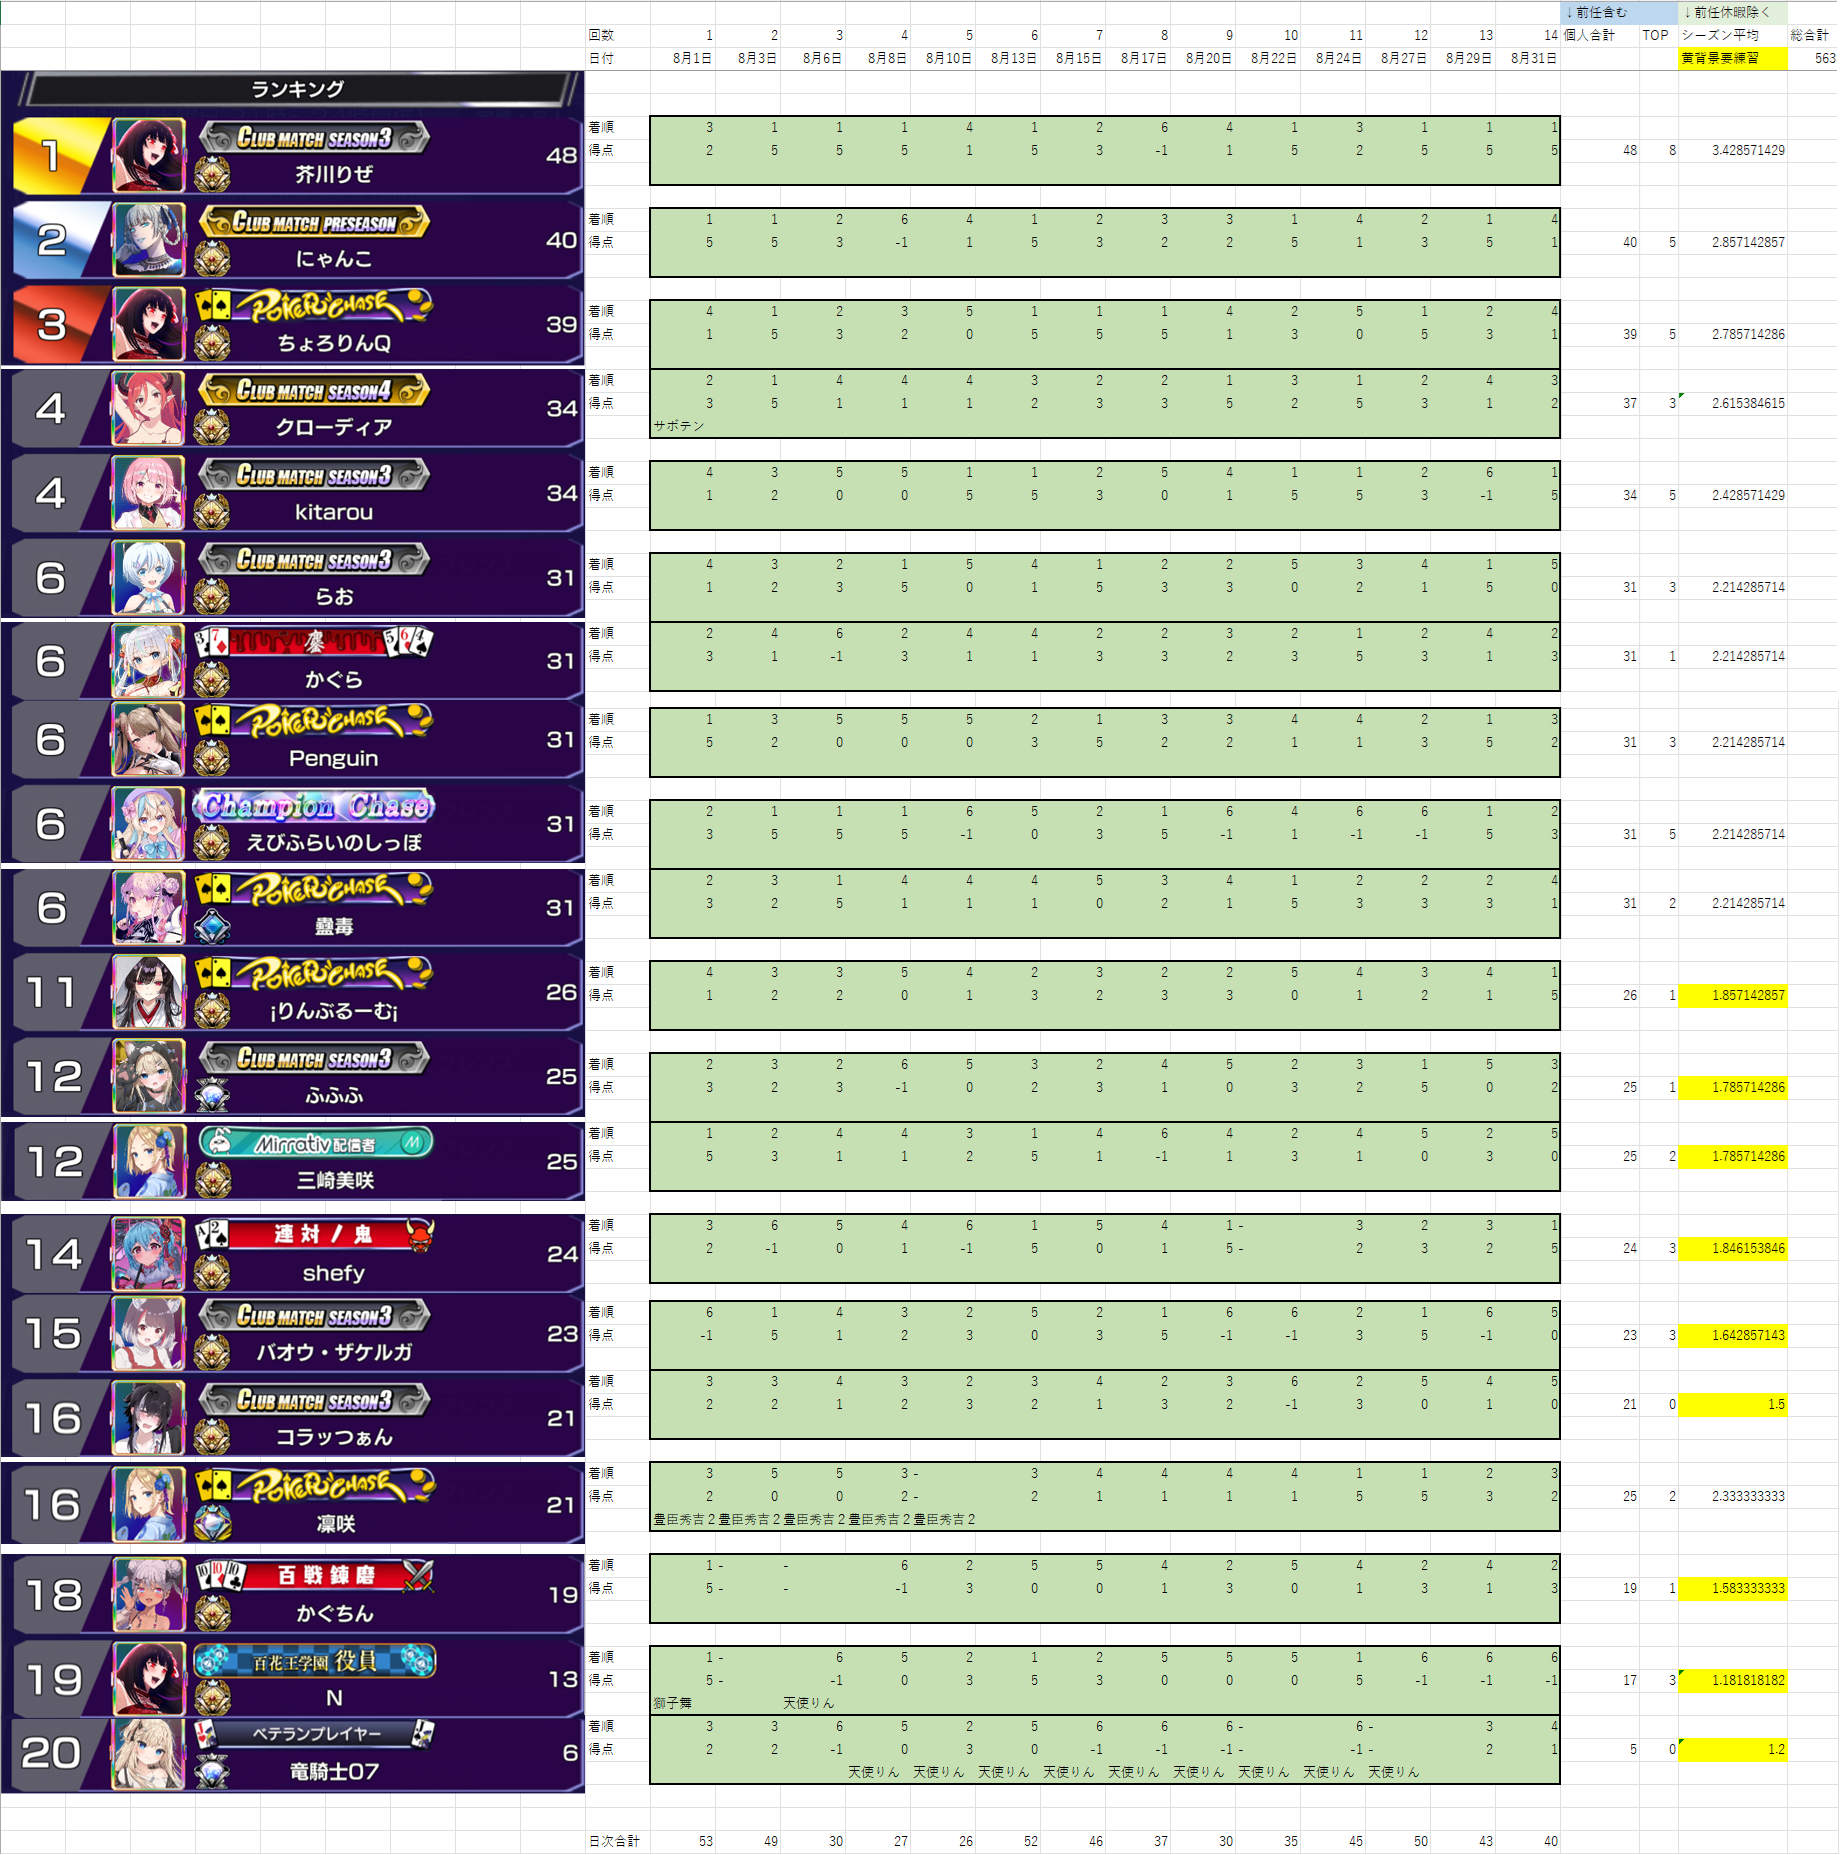 ↓前任含む ↓前任休暇除く
回数 1 2 3 4 5 6 7 8 9 10 11 12 13 14 個人合計 TOP シーズン平均 総合計
日付 8月1日 8月3日 8月6日 8月8日 8月10日 8月13日 8月15日 8月17日 8月20日 8月22日 8月24日 8月27日 8月29日 8月31日 黄背景要練習 563
ランキング
1 CLUB MATCH SEASON3 芥川りぜ 48
着順 3 1 1 1 4 1 2 6 4 1 3 1 1 1
得点 2 5 5 5 1 5 3 -1 1 5 2 5 5 5 48 8 3.428571429
2 CLUB MATCH PRESEASON にゃんこ 40
着順 1 1 2 6 4 1 2 3 3 1 4 2 1 4
得点 5 5 3 -1 1 5 3 2 2 5 1 3 5 1 40 5 2.857142857
3 POKER CHASE ちょろりんQ 39
着順 4 1 2 3 5 1 1 1 4 2 5 1 2 4
得点 1 5 3 2 0 5 5 5 1 3 0 5 3 1 39 5 2.785714286
4 CLUB MATCH SEASON4 クローディア 34
着順 2 1 4 4 4 3 2 2 1 3 1 2 4 3
得点 3 5 1 1 1 2 3 3 5 2 5 3 1 2 37 3 2.615384615
サボテン
4 CLUB MATCH SEASON3 kitarou 34
着順 4 3 5 5 1 1 2 5 4 1 1 2 6 1
得点 1 2 0 0 5 5 3 0 1 5 5 3 -1 5 34 5 2.428571429
6 CLUB MATCH SEASON3 らお 31
着順 4 3 2 1 5 4 1 2 2 5 3 4 1 5
得点 1 2 3 5 0 1 5 3 3 0 2 1 5 0 31 3 2.214285714
6 3 7 鏖 5 6 4 かぐら 31
着順 2 4 6 2 4 4 2 2 3 2 1 2 4 2
得点 3 1 -1 3 1 1 3 3 2 3 5 3 1 3 31 1 2.214285714
6 POKER CHASE Penguin 31
着順 1 3 5 5 5 2 1 3 3 4 4 2 1 3
得点 5 2 0 0 0 3 5 2 2 1 1 3 5 2 31 3 2.214285714
6 Champion Chase えびふらいのしっぽ 31
着順 2 1 1 1 6 5 2 1 6 4 6 6 1 2
得点 3 5 5 5 -1 0 3 5 -1 1 -1 -1 5 3 31 5 2.214285714
6 POKER CHASE 蠱毒 31
着順 2 3 1 4 4 4 5 3 4 1 2 2 2 4
得点 3 2 5 1 1 1 0 2 1 5 3 3 3 1 31 2 2.214285714
11 POKER CHASE ¡りんぶるーむ¡ 26
着順 4 3 3 5 4 2 3 2 2 5 4 3 4 1
得点 1 2 2 0 1 3 2 3 3 0 1 2 1 5 26 1 1.857142857
12 CLUB MATCH SEASON3 ふふふ 25
着順 2 3 2 6 5 3 2 4 5 2 3 1 5 3
得点 3 2 3 -1 0 2 3 1 0 3 2 5 0 2 25 1 1.785714286
12 Mirrativ配信者 M 三崎美咲 25
着順 1 2 4 4 3 1 4 6 4 2 4 5 2 5
得点 5 3 1 1 2 5 1 -1 1 3 1 0 3 0 25 2 1.785714286
14 A 2 連対ノ鬼 shefy 24
着順 3 6 5 4 6 1 5 4 1 - 3 2 3 1
得点 2 -1 0 1 -1 5 0 1 5 - 2 3 2 5 24 3 1.846153846
15 CLUB MATCH SEASON3 バオウ・ザケルガ 23
着順 6 1 4 3 2 5 2 1 6 6 2 1 6 5
得点 -1 5 1 2 3 0 3 5 -1 -1 3 5 -1 0 23 3 1.642857143
16 CLUB MATCH SEASON3 コラッつぁん 21
着順 3 3 4 3 2 3 4 2 3 6 2 5 4 5
得点 2 2 1 2 3 2 1 3 2 -1 3 0 1 0 21 0 1.5
16 POKER CHASE 凜咲 21
着順 3 5 5 3 - 3 4 4 4 4 1 1 2 3
得点 2 0 0 2 - 2 1 1 1 1 5 5 3 2 25 2 2.333333333
豊臣秀吉2 豊臣秀吉2 豊臣秀吉2 豊臣秀吉2 豊臣秀吉2
18 10 10 10 百戦錬磨 かぐちん 19
着順 1 - - 6 2 5 5 4 2 5 4 2 4 2
得点 5 - - -1 3 0 0 1 3 0 1 3 1 3 19 1 1.583333333
19 百花王学園 役員 N 13
着順 1 - 6 5 2 1 2 5 5 5 1 6 6 6
得点 5 - -1 0 3 5 3 0 0 0 5 -1 -1 -1 17 3 1.181818182
獅子舞 天使りん
20 ベテランプレイヤー 竜騎士07 6
着順 3 3 6 5 2 5 6 6 6 - 6 - 3 4
得点 2 2 -1 0 3 0 -1 -1 -1 - -1 - 2 1 5 0 1.2
天使りん 天使りん 天使りん 天使りん 天使りん 天使りん 天使りん 天使りん 天使りん
日次合計 53 49 30 27 26 52 46 37 30 35 45 50 43 40